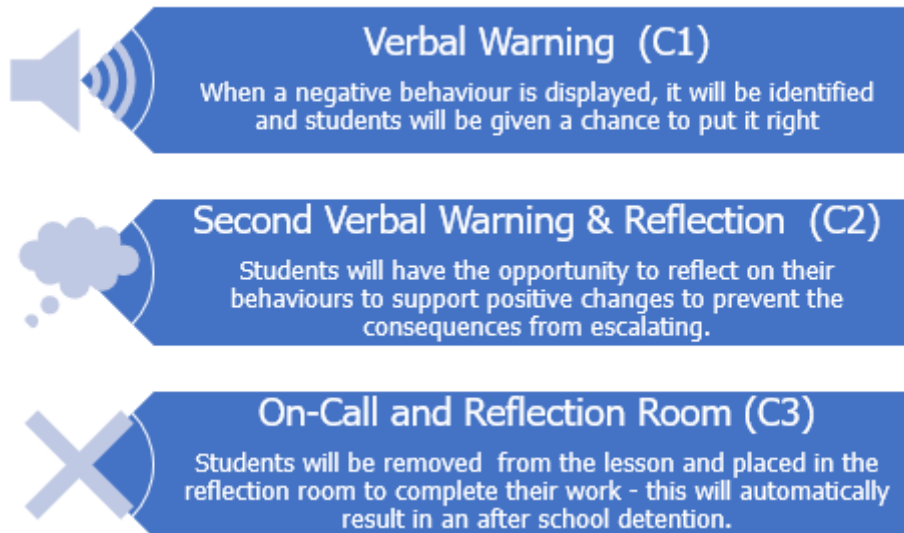 Verbal Warning (C1)
When a negative behaviour is displayed, it will be identified
and students will be given a chance to put it right
Second Verbal Warning & Reflection (C2)
Students will have the opportunity to reflect on their
behaviours to support positive changes to prevent the
consequences from escalating.
On-Call and Reflection Room (C3)
Students will be removed from the lesson and placed in the
reflection room to complete their work - this will automatically
result in an after school detention.